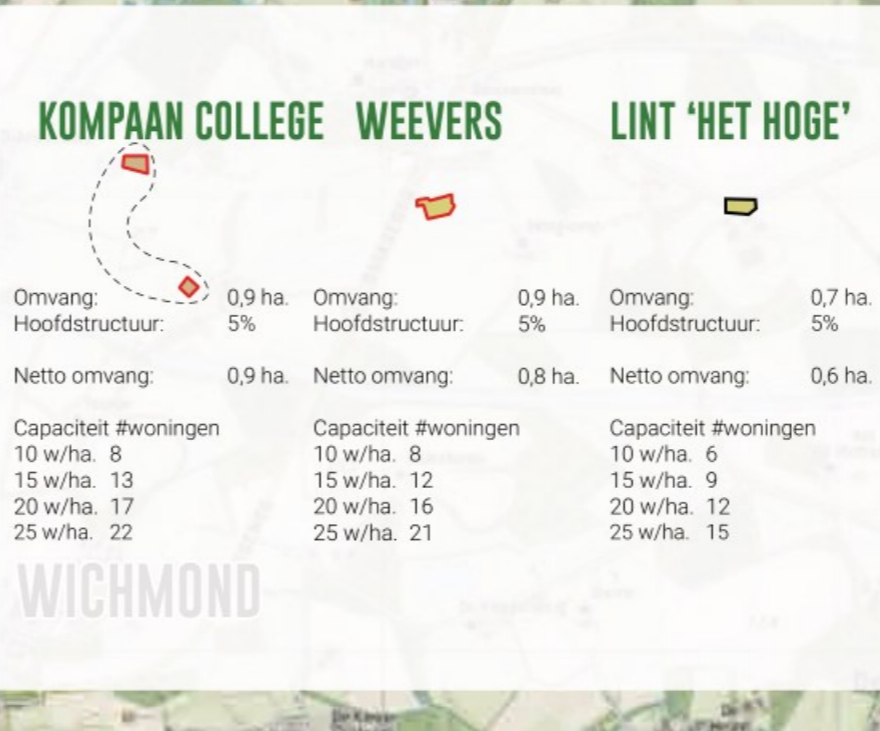 KOMPAAN COLLEGE
Omvang: 0,9 ha.
Hoofdstructuur: 5%
Netto omvang: 0,9 ha.
Capaciteit #woningen
10 w/ha. 8
15 w/ha. 13
20 w/ha. 17
25 w/ha. 22
WEEVERS
Omvang: 0,9 ha.
Hoofdstructuur: 5%
Netto omvang: 0,8 ha.
Capaciteit #woningen
10 w/ha. 8
15 w/ha. 12
20 w/ha. 16
25 w/ha. 21
LINT ‘HET HOGE’
Omvang: 0,7 ha.
Hoofdstructuur: 5%
Netto omvang: 0,6 ha.
Capaciteit #woningen
10 w/ha. 6
15 w/ha. 9
20 w/ha. 12
25 w/ha. 15
WICHMOND